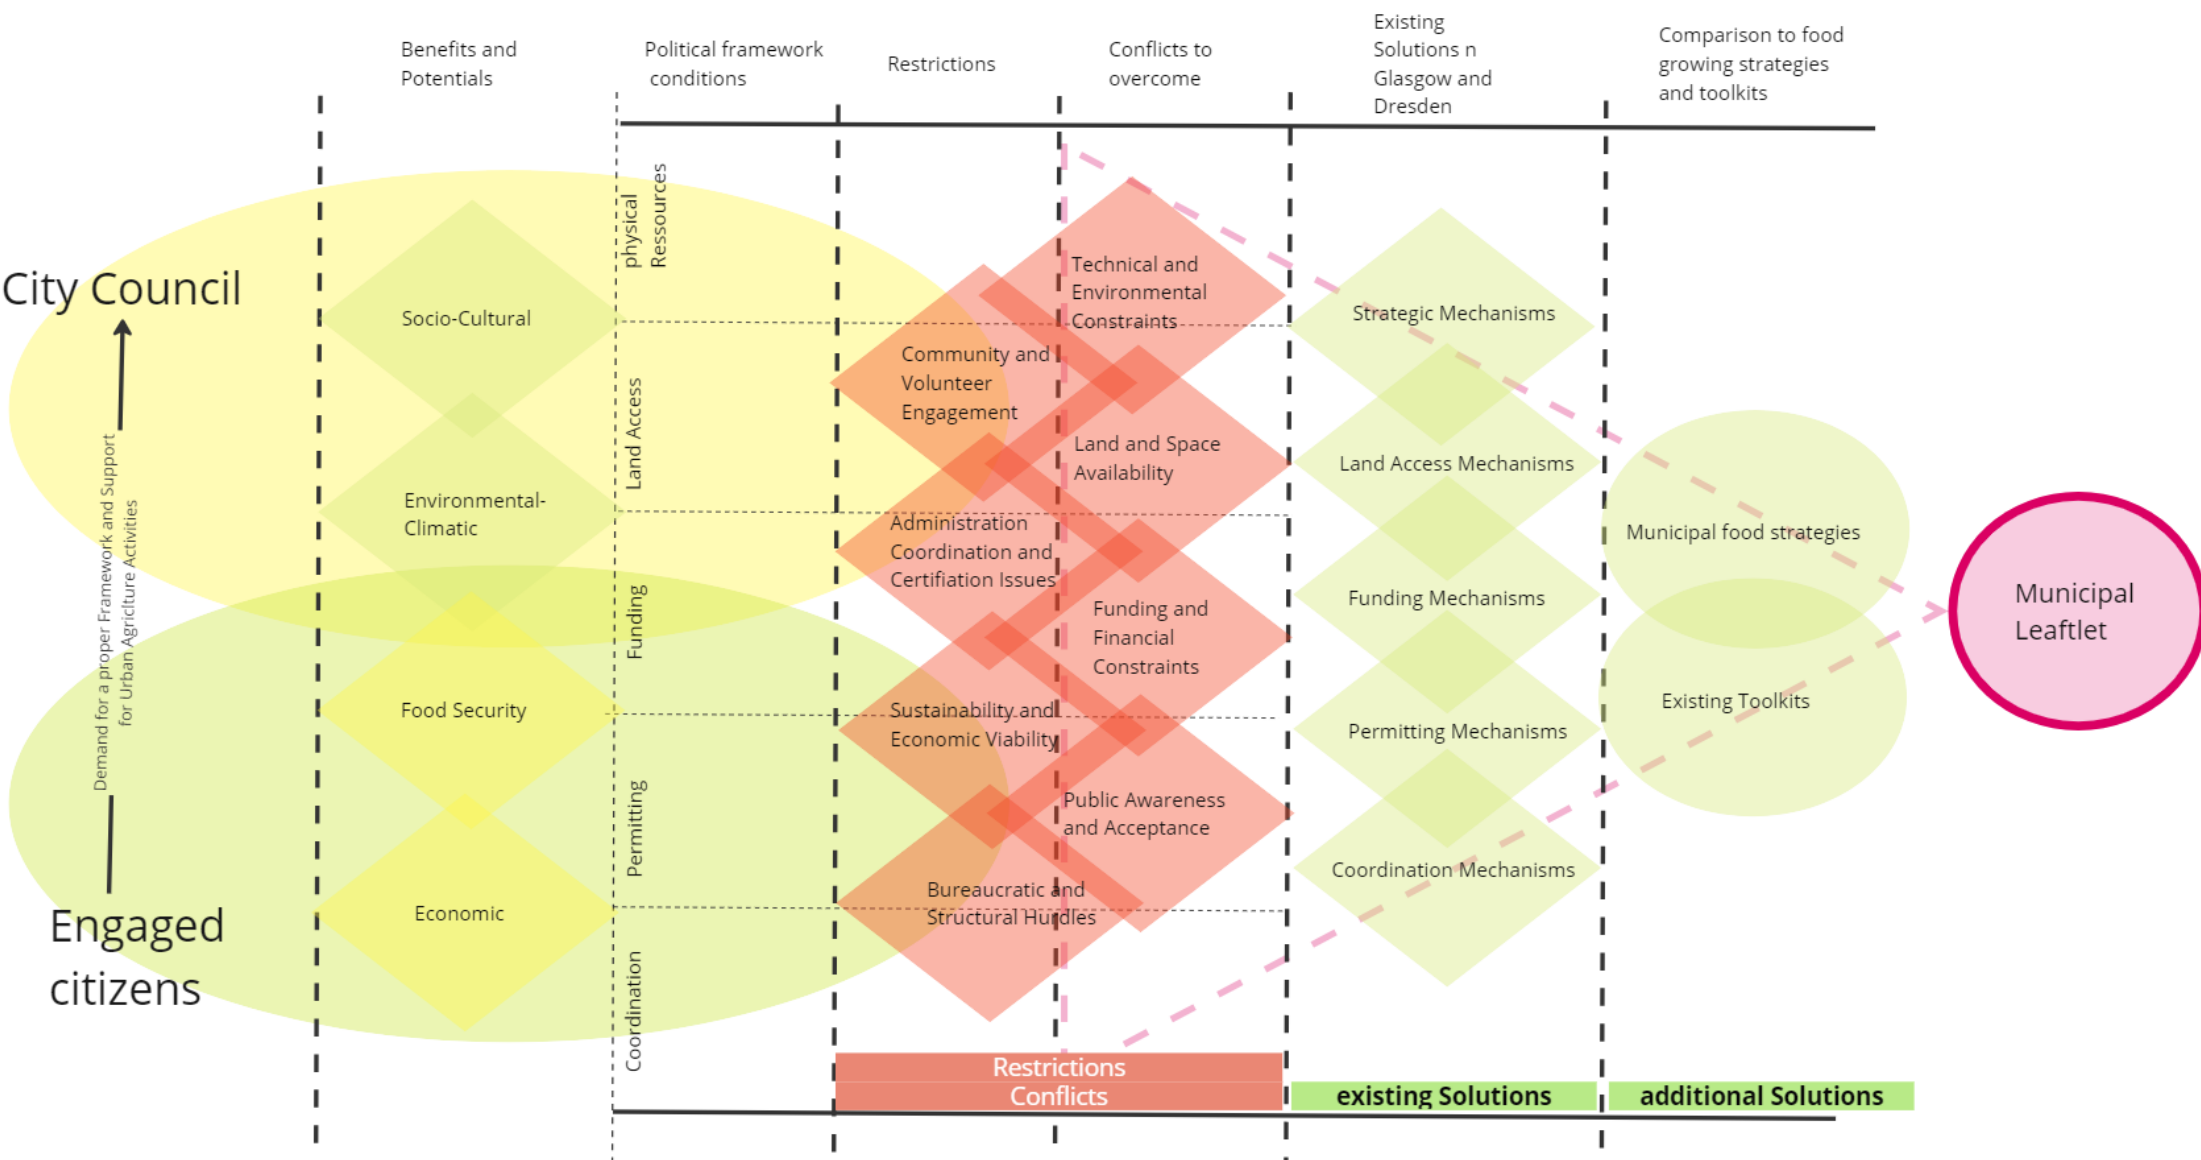 Benefits and
Potentials
Political framework
conditions
Restrictions
Conflicts to
overcome
Existing
Solutions n
Glasgow and
Dresden
Comparison to food
growing strategies
and toolkits
City Council
Demand for a proper Framework and Support
for Urban Agriclture Activities
Engaged
citizens
Socio-Cultural
Environmental-
Climatic
Food Security
Economic
physical
Ressources
Land Access
Funding
Permitting
Coordination
Community and
Volunteer
Engagement
Administration
Coordination and
Certifiation Issues
Sustainability and
Economic Viability
Bureaucratic and
Structural Hurdles
Technical and
Environmental
Constraints
Land and Space
Availability
Funding and
Financial
Constraints
Public Awareness
and Acceptance
Strategic Mechanisms
Land Access Mechanisms
Funding Mechanisms
Permitting Mechanisms
Coordination Mechanisms
Municipal food strategies
Existing Toolkits
Municipal
Leaftlet
Restrictions
Conflicts
existing Solutions
additional Solutions